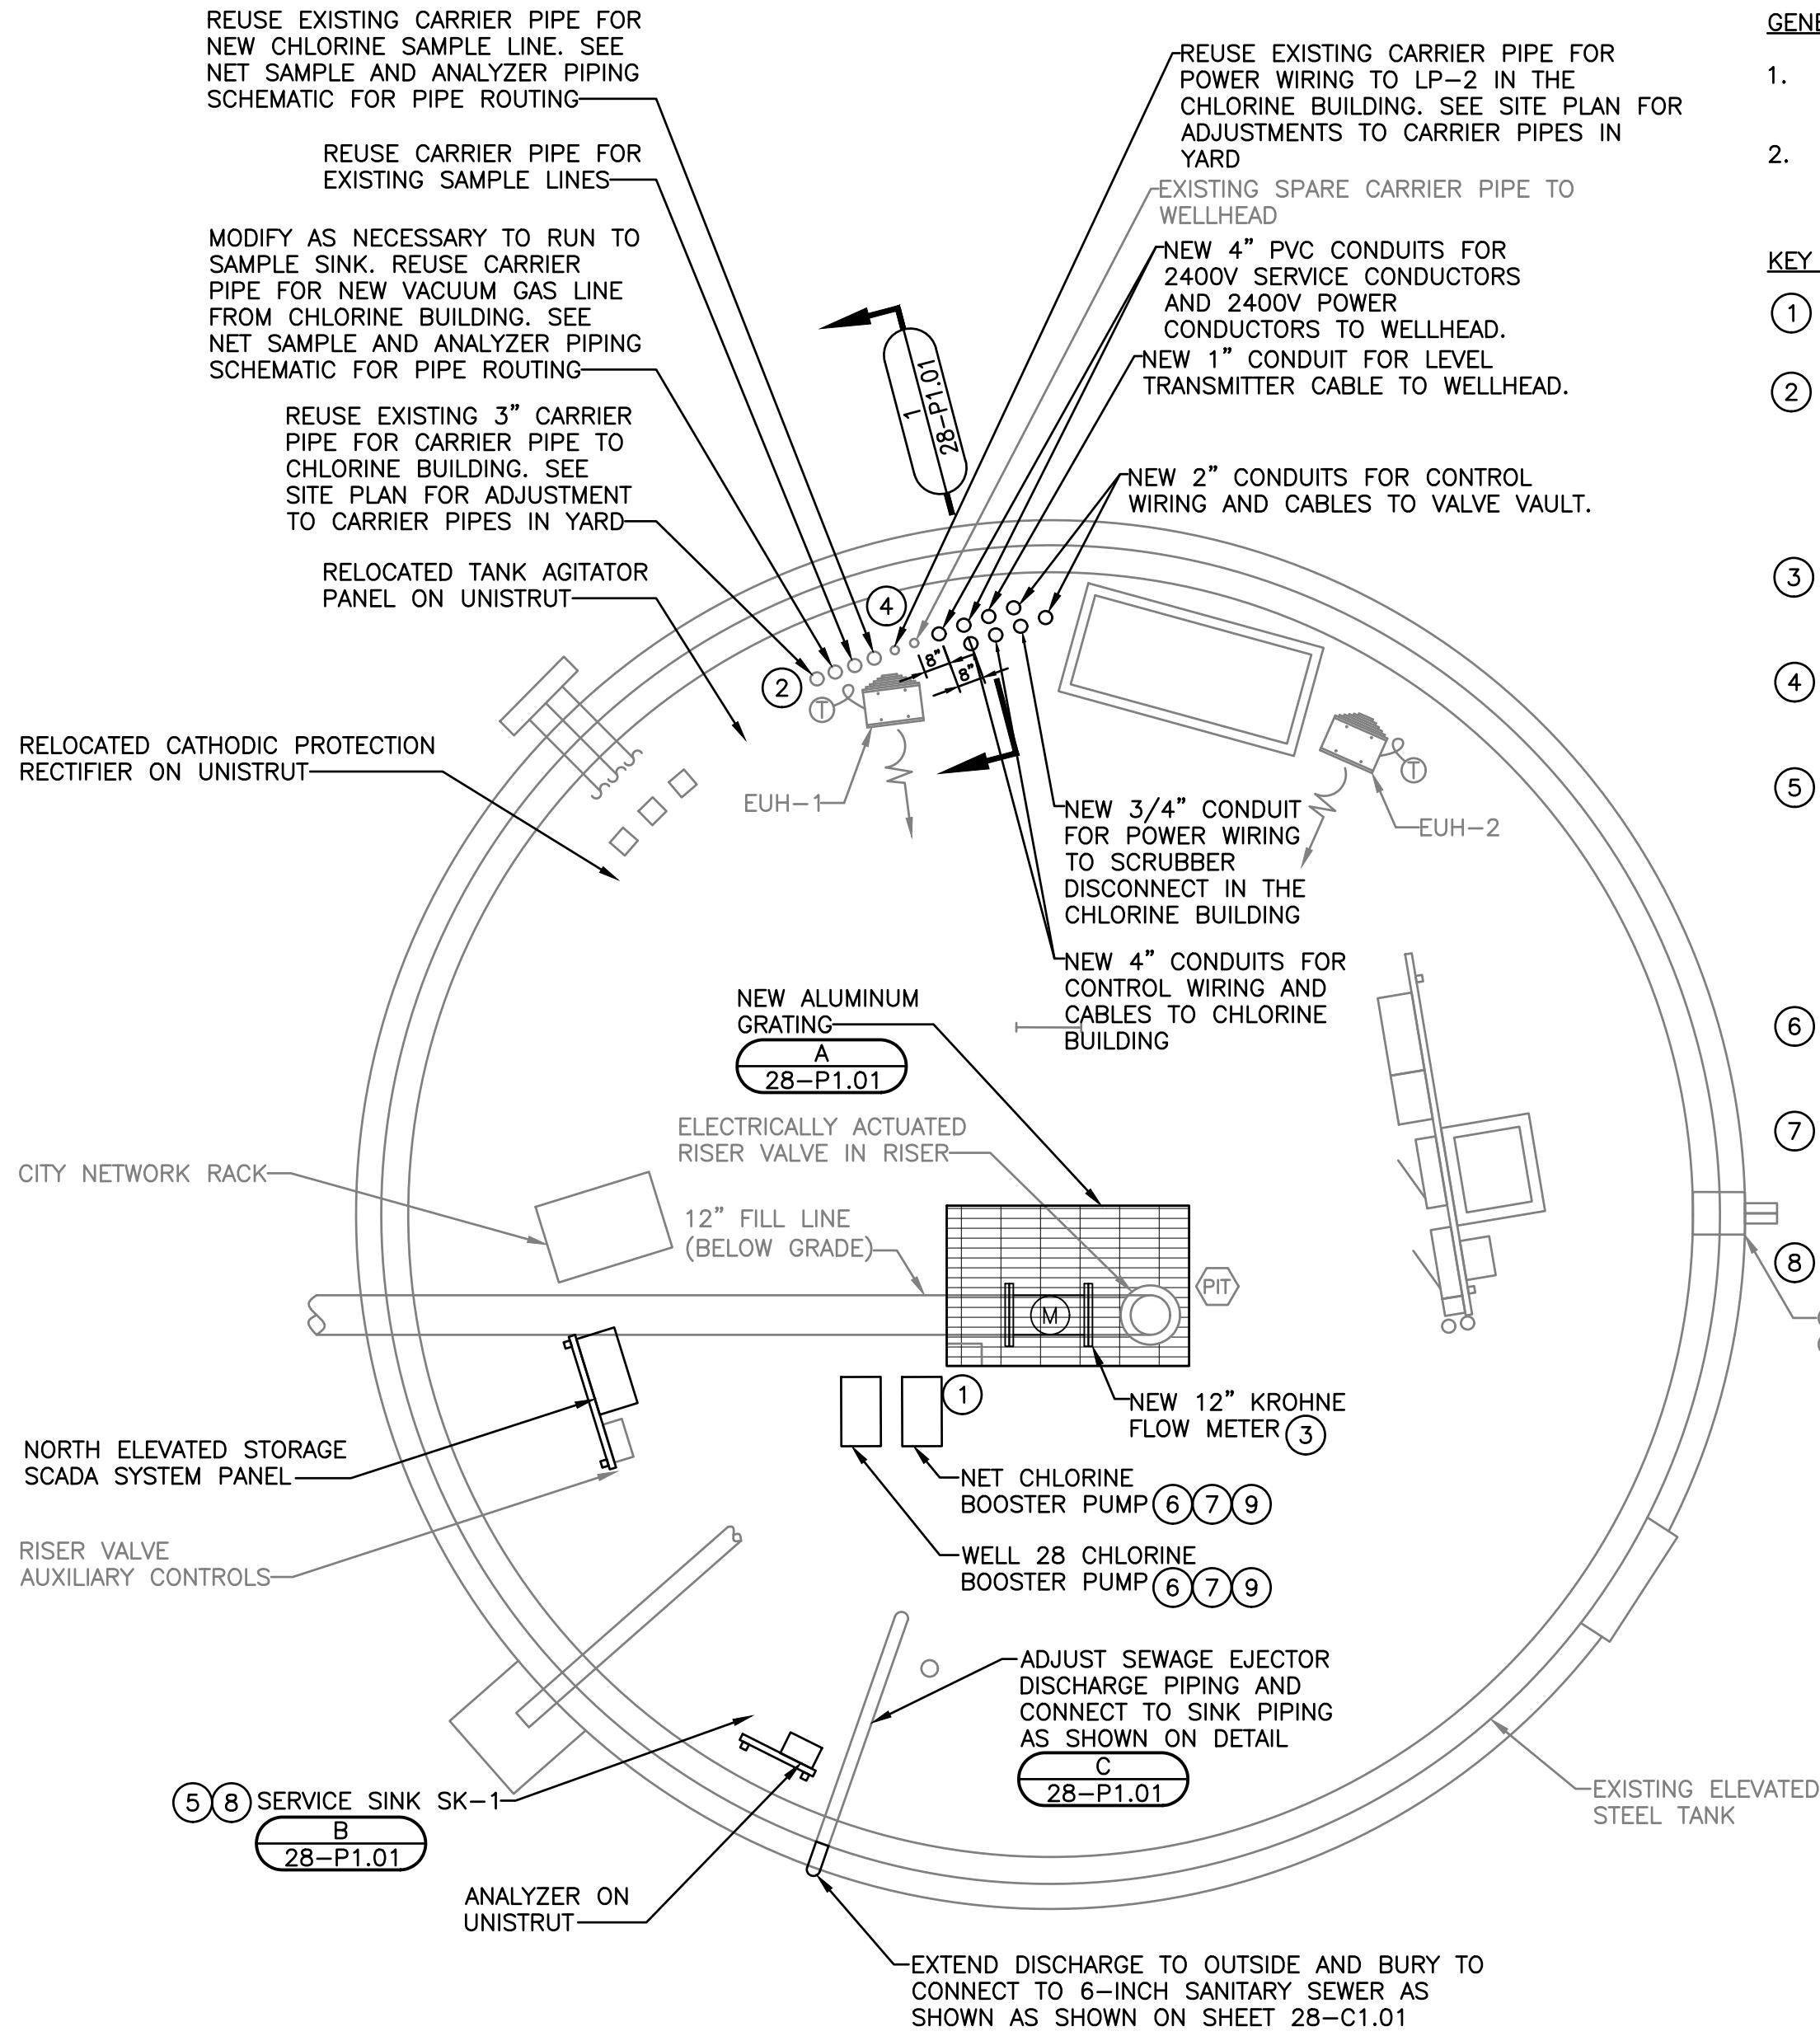 REUSE EXISTING CARRIER PIPE FOR
NEW CHLORINE SAMPLE LINE. SEE
NET SAMPLE AND ANALYZER PIPING
SCHEMATIC FOR PIPE ROUTING
REUSE CARRIER PIPE FOR
EXISTING SAMPLE LINES
MODIFY AS NECESSARY TO RUN TO
SAMPLE SINK. REUSE CARRIER
PIPE FOR NEW VACUUM GAS LINE
FROM CHLORINE BUILDING. SEE
NET SAMPLE AND ANALYZER PIPING
SCHEMATIC FOR PIPE ROUTING
REUSE EXISTING 3" CARRIER
PIPE FOR CARRIER PIPE TO
CHLORINE BUILDING. SEE
SITE PLAN FOR ADJUSTMENT
TO CARRIER PIPES IN YARD
RELOCATED TANK AGITATOR
PANEL ON UNISTRUT
RELOCATED CATHODIC PROTECTION
RECTIFIER ON UNISTRUT
REUSE EXISTING CARRIER PIPE FOR
POWER WIRING TO LP-2 IN THE
CHLORINE BUILDING. SEE SITE PLAN FOR
ADJUSTMENTS TO CARRIER PIPES IN
YARD
EXISTING SPARE CARRIER PIPE TO
WELLHEAD
NEW 4" PVC CONDUITS FOR
2400V SERVICE CONDUCTORS
AND 2400V POWER
CONDUCTORS TO WELLHEAD.
NEW 1" CONDUIT FOR LEVEL
TRANSMITTER CABLE TO WELLHEAD.
NEW 2" CONDUITS FOR CONTROL
WIRING AND CABLES TO VALVE VAULT.
1
28-P1.01
4
2
8"
8"
T
T
EUH-1
EUH-2
NEW 3/4" CONDUIT
FOR POWER WIRING
TO SCRUBBER
DISCONNECT IN THE
CHLORINE BUILDING
NEW 4" CONDUITS FOR
CONTROL WIRING AND
CABLES TO CHLORINE
BUILDING
NEW ALUMINUM
GRATING
A
28-P1.01
ELECTRICALLY ACTUATED
RISER VALVE IN RISER
CITY NETWORK RACK
12" FILL LINE
(BELOW GRADE)
PIT
M
1
NEW 12" KROHNE
FLOW METER 3
NORTH ELEVATED STORAGE
SCADA SYSTEM PANEL
NET CHLORINE
BOOSTER PUMP 6 7 9
RISER VALVE
AUXILIARY CONTROLS
WELL 28 CHLORINE
BOOSTER PUMP 6 7 9
ADJUST SEWAGE EJECTOR
DISCHARGE PIPING AND
CONNECT TO SINK PIPING
AS SHOWN ON DETAIL
C
28-P1.01
5 8 SERVICE SINK SK-1
B
28-P1.01
EXISTING ELEVATED
STEEL TANK
ANALYZER ON
UNISTRUT
EXTEND DISCHARGE TO OUTSIDE AND BURY TO
CONNECT TO 6-INCH SANITARY SEWER AS
SHOWN AS SHOWN ON SHEET 28-C1.01
GENE
1.
2.
KEY
1
2
3
4
5
6
7
8